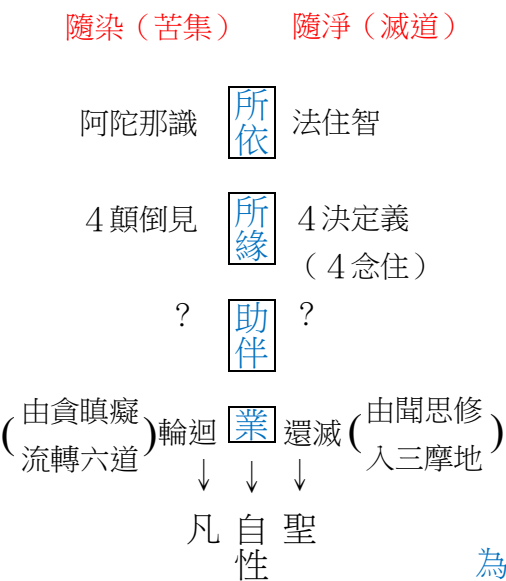 隨染（苦集） 隨淨（滅道）
阿陀那識 所依 法住智
４顛倒見 所緣 ４決定義
（４念住）
？ 助伴 ？
(由貪瞋癡流轉六道)輪迴 業 還滅(由聞思修入三摩地)
↓ ↓ ↓
凡 自性 聖
為